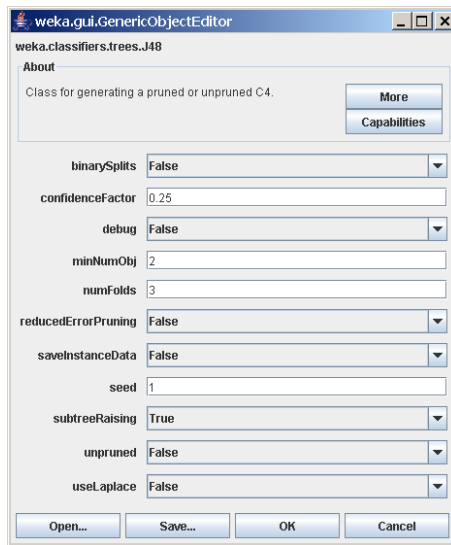 weka.gui.GenericObjectEditor
weka.classifiers.trees.J48
About
Class for generating a pruned or unpruned C4.
More
Capabilities
binarySplits False
confidenceFactor 0.25
debug False
minNumObj 2
numFolds 3
reducedErrorPruning False
saveInstanceData False
seed 1
subtreeRaising True
unpruned False
useLaplace False
Open... Save... OK Cancel